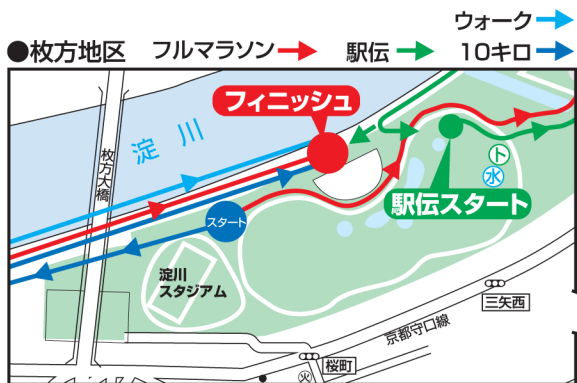 ウォーク
●枚方地区 フルマラソン 駅伝 10キロ
フィニッシュ
淀川
枚方大橋
ト
水
駅伝スタート
スタート
淀川
スタジアム
三矢西
京都守口線
桜町
火